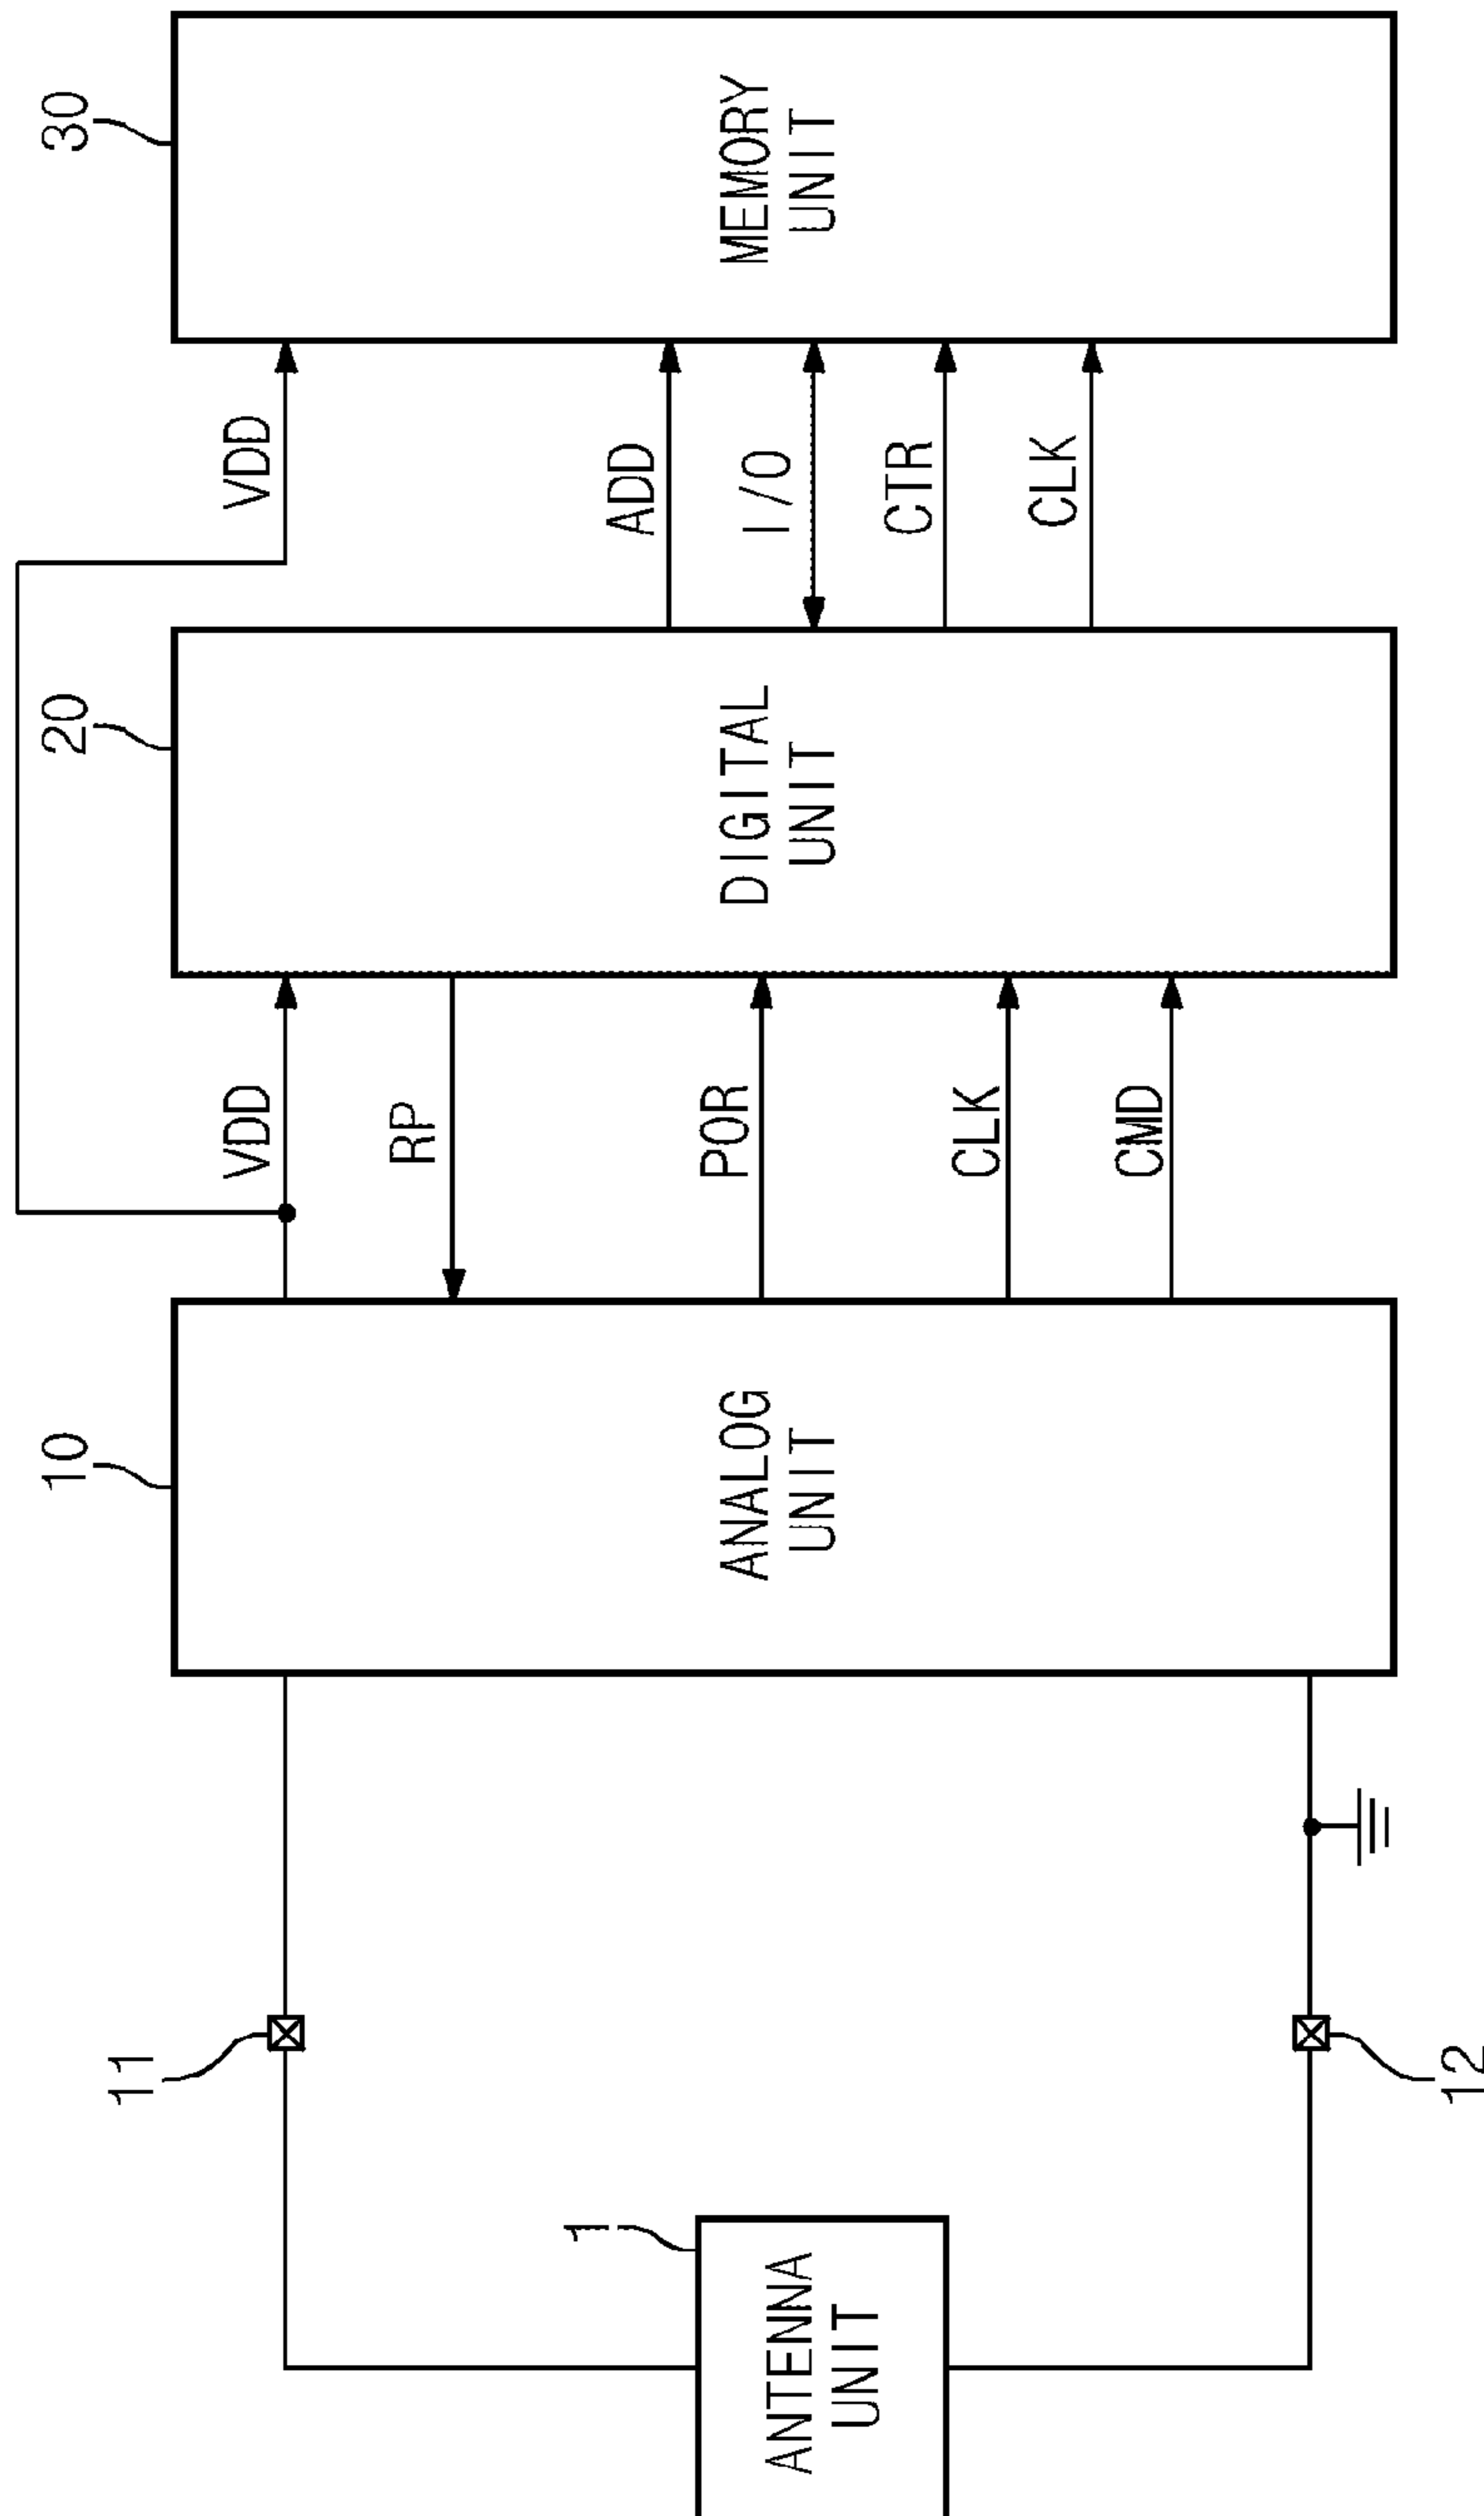 1
ANTENNA
UNIT
11
12
10
ANALOG
UNIT
VDD
RP
POR
CLK
CMD
20
DIGITAL
UNIT
VDD
ADD
I/O
CTR
CLK
30
MEMORY
UNIT